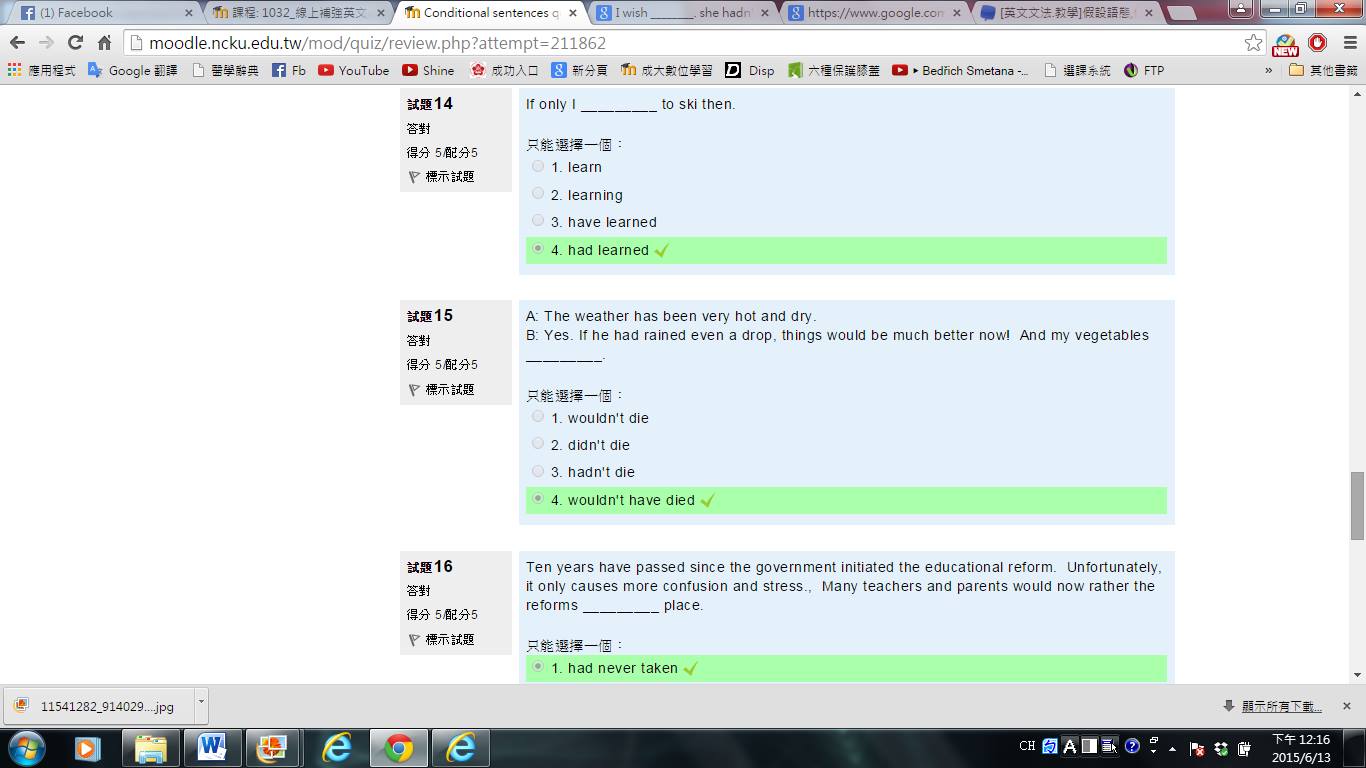 (1) Facebook
課程: 1032_線上補強英文
Conditional sentences q
I wish ________. she hadn
https://www.google.com
[英文文法.教學]假設語態,
moodle.ncku.edu.tw/mod/quiz/review.php?attempt=211862
NEW
應用程式
Google 翻譯
醫學辭典
Fb
YouTube
Shine
成功入口
新分頁
成大數位學習
Disp
六種保護膝蓋
▸ Bedřich Smetana -...
選課系統
FTP
»
其他書籤
試題14
答對
得分 5/配分5
標示試題
If only I _________ to ski then.
只能選擇一個：
1. learn
2. learning
3. have learned
4. had learned
試題15
答對
得分 5/配分5
標示試題
A: The weather has been very hot and dry.
B: Yes. If he had rained even a drop, things would be much better now!  And my vegetables
_________.
只能選擇一個：
1. wouldn't die
2. didn't die
3. hadn't die
4. wouldn't have died
試題16
答對
得分 5/配分5
標示試題
Ten years have passed since the government initiated the educational reform.  Unfortunately,
it only causes more confusion and stress.,  Many teachers and parents would now rather the
reforms _________ place.
只能選擇一個：
1. had never taken
11541282_914029....jpg
顯示所有下載...
CH
A
下午 12:16
2015/6/13